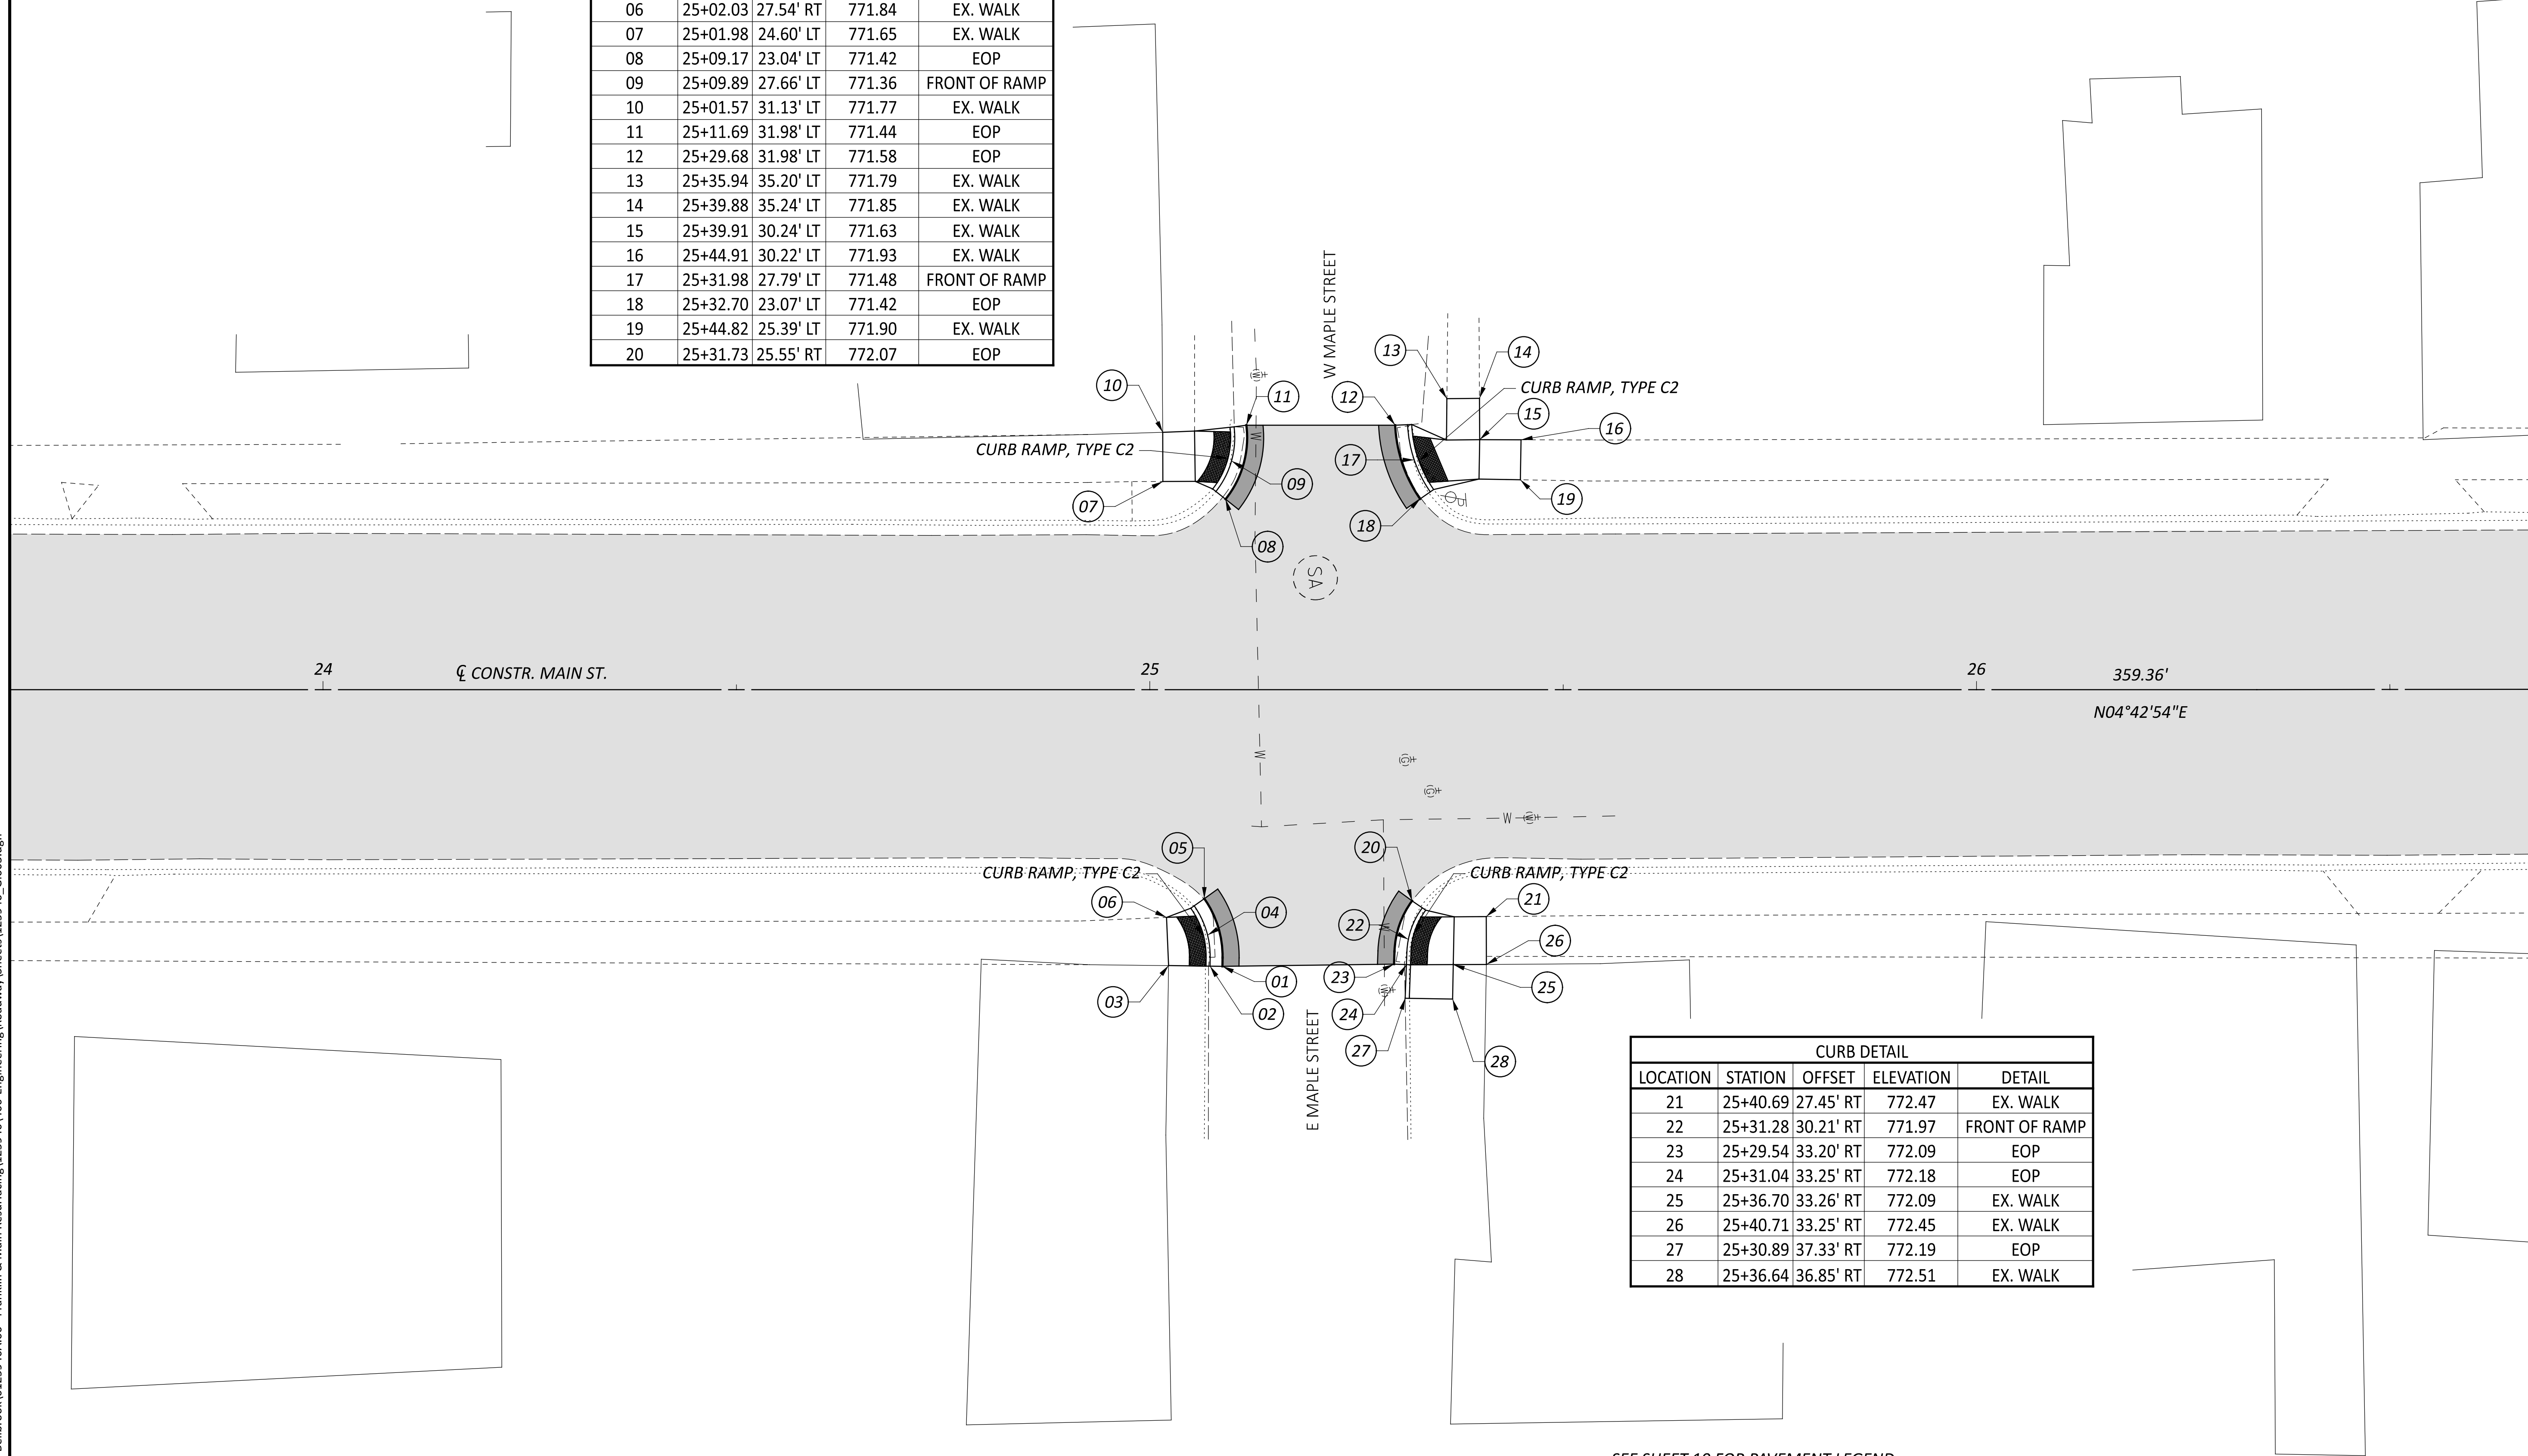 06 25+02.03 27.54' RT 771.84 EX. WALK
07 25+01.98 24.60' LT 771.65 EX. WALK
08 25+09.17 23.04' LT 771.42 EOP
09 25+09.89 27.66' LT 771.36 FRONT OF RAMP
10 25+01.57 31.13' LT 771.77 EX. WALK
11 25+11.69 31.98' LT 771.44 EOP
12 25+29.68 31.98' LT 771.58 EOP
13 25+35.94 35.20' LT 771.79 EX. WALK
14 25+39.88 35.24' LT 771.85 EX. WALK
15 25+39.91 30.24' LT 771.63 EX. WALK
16 25+44.91 30.22' LT 771.93 EX. WALK
17 25+31.98 27.79' LT 771.48 FRONT OF RAMP
18 25+32.70 23.07' LT 771.42 EOP
19 25+44.82 25.39' LT 771.90 EX. WALK
20 25+31.73 25.55' RT 772.07 EOP
W MAPLE STREET
13
14
10
CURB RAMP, TYPE C2
11
12
15
16
CURB RAMP, TYPE C2
17
09
07
19
18
08
(W)
W
P
SA
24
℄ CONSTR. MAIN ST.
25
26
359.36'
N04°42'54"E
W
(G)
(G)
W
(W)
05
20
CURB RAMP, TYPE C2
CURB RAMP, TYPE C2
06
04
21
22
W
26
23
01
25
03
(W)
02
24
27
28
E MAPLE STREET
CURB DETAIL
LOCATION STATION OFFSET ELEVATION DETAIL
21 25+40.69 27.45' RT 772.47 EX. WALK
22 25+31.28 30.21' RT 771.97 FRONT OF RAMP
23 25+29.54 33.20' RT 772.09 EOP
24 25+31.04 33.25' RT 772.18 EOP
25 25+36.70 33.26' RT 772.09 EX. WALK
26 25+40.71 33.25' RT 772.45 EX. WALK
27 25+30.89 37.33' RT 772.19 EOP
28 25+36.64 36.85' RT 772.51 EX. WALK
SEE SHEET 10 FOR PAVEMENT LEGEND